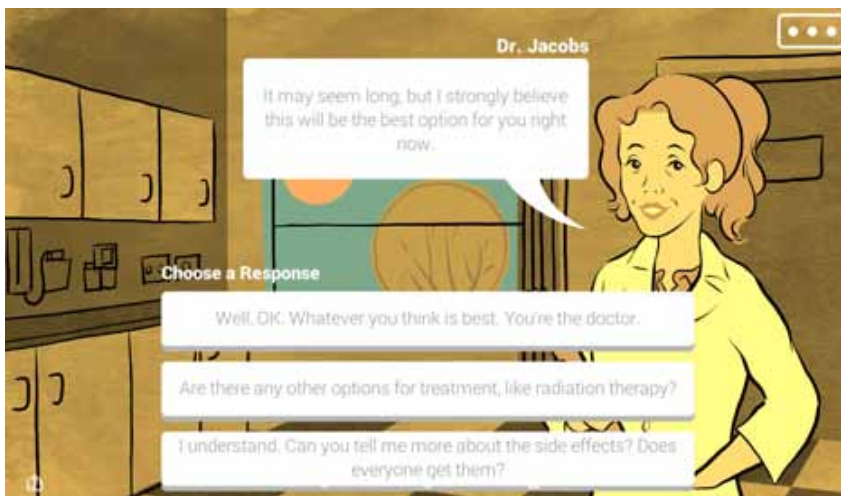 Dr. Jacobs
It may seem long, but I strongly believe
this will be the best option for you right
now.
Choose a Response
Well, OK. Whatever you think is best. You're the doctor.
Are there any other options for treatment, like radiation therapy?
I understand. Can you tell me more about the side effects? Does
everyone get them?